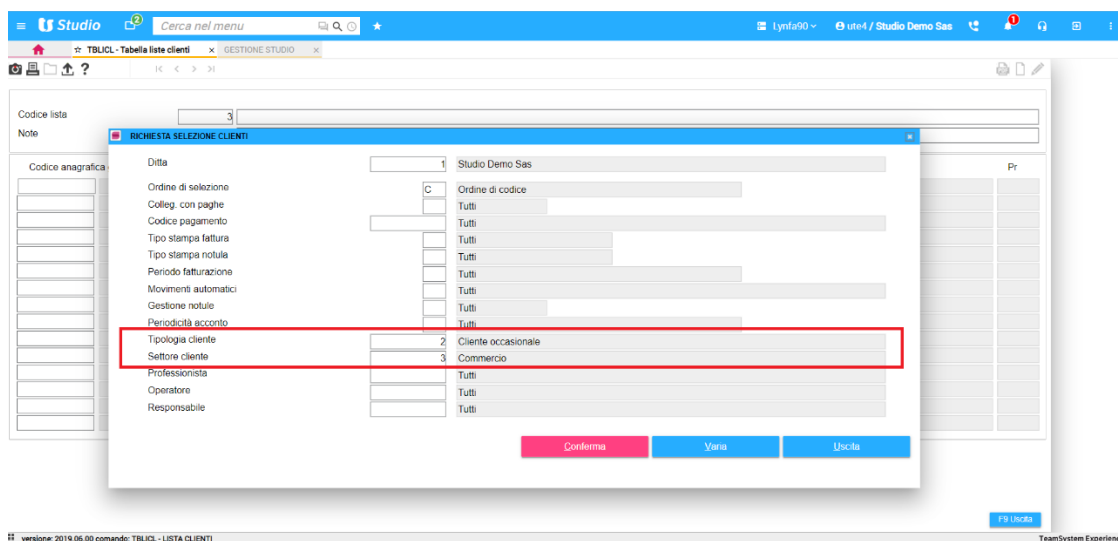 Studio 2 Cerca nel menu Lynfa90 ute4 / Studio Demo Sas 1
TBLICL - Tabella liste clienti x GESTIONE STUDIO x
?
Codice lista 3
Note
RICHIESTA SELEZIONE CLIENTI
Ditta 1 Studio Demo Sas
Codice anagrafica Pr
Ordine di selezione C Ordine di codice
Colleg. con paghe Tutti
Codice pagamento Tutti
Tipo stampa fattura Tutti
Tipo stampa notula Tutti
Periodo fatturazione Tutti
Movimenti automatici Tutti
Gestione notule Tutti
Periodicità acconto Tutti
Tipologia cliente 2 Cliente occasionale
Settore cliente 3 Commercio
Professionista Tutti
Operatore Tutti
Responsabile Tutti
Conferma Varia Uscita
F9 Uscita
versione: 2019.06.00 comando: TBLICL - LISTA CLIENTI TeamSystem Experienc